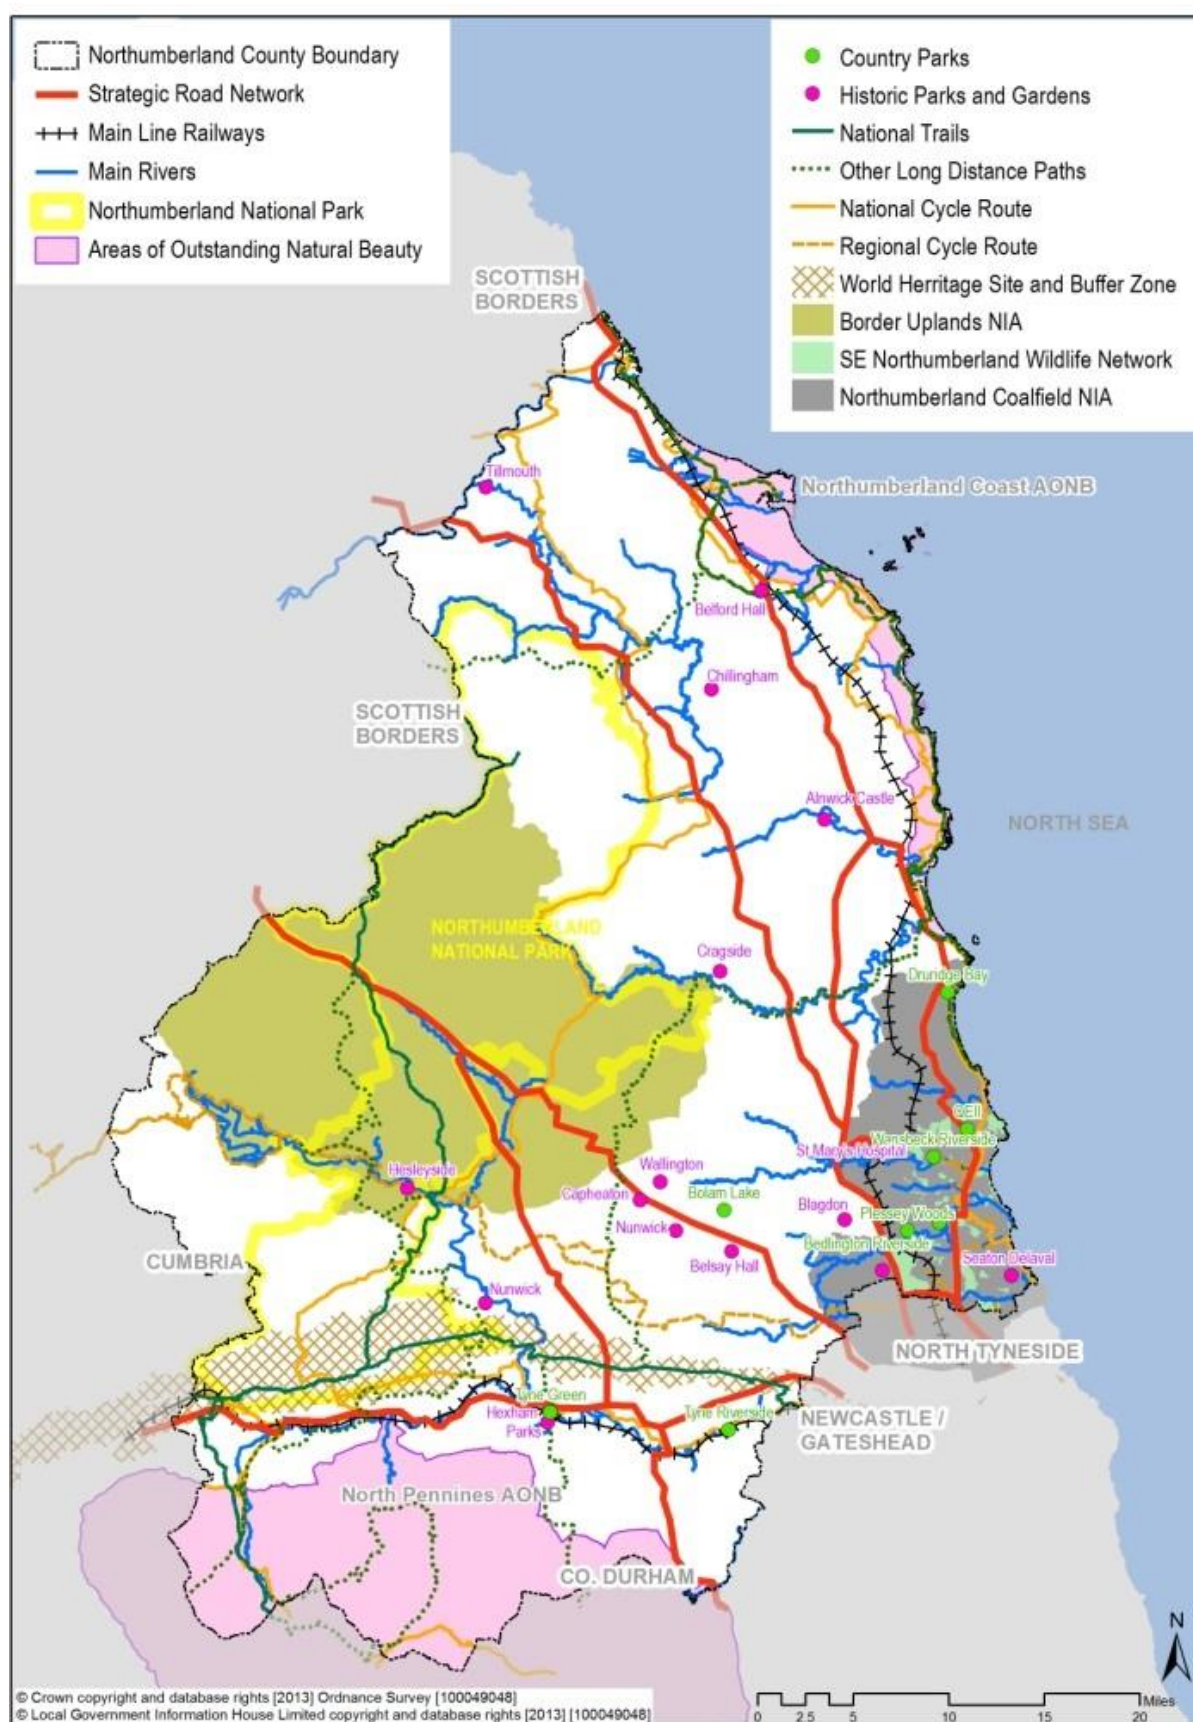 Northumberland County Boundary
Strategic Road Network
Main Line Railways
Main Rivers
Northumberland National Park
Areas of Outstanding Natural Beauty
Country Parks
Historic Parks and Gardens
National Trails
Other Long Distance Paths
National Cycle Route
Regional Cycle Route
World Herritage Site and Buffer Zone
Border Uplands NIA
SE Northumberland Wildlife Network
Northumberland Coalfield NIA
SCOTTISH
BORDERS
Tillmouth
Northumberland Coast AONB
Belford Hall
Chillingham
SCOTTISH
BORDERS
Alnwick Castle
NORTH SEA
NORTHUMBERLAND
NATIONAL PARK
Cragside
Druridge Bay
QEII
Wansbeck Riverside
St Mary's Hospital
Wallington
Hesleyside
Capheaton
Bolam Lake
Blagdon
Plessey Woods
Nunwick
Bedlington Riverside
Belsay Hall
Seaton Delaval
CUMBRIA
Nunwick
NORTH TYNESIDE
Tyne Green
Hexham
Parks
Tyne Riverside
NEWCASTLE /
GATESHEAD
North Pennines AONB
CO. DURHAM
N
© Crown copyright and database rights [2013] Ordnance Survey [100049048]
© Local Government Information House Limited copyright and database rights [2013] [100049048]
Miles
0 2.5 5 10 15 20